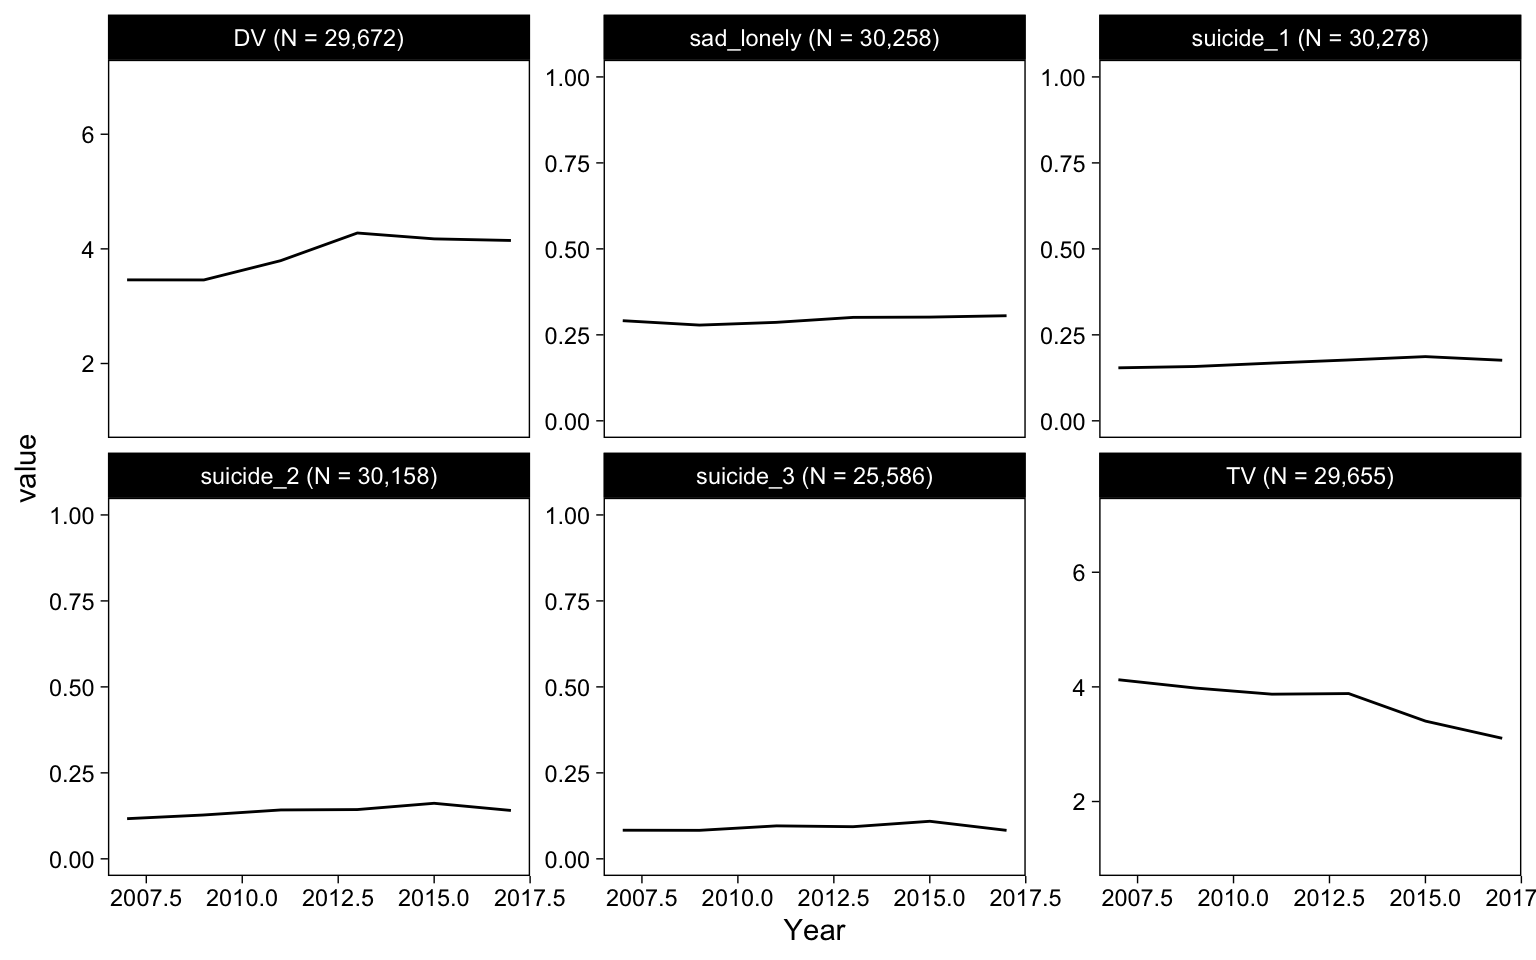 DV (N = 29,672)
sad_lonely (N = 30,258)
suicide_1 (N = 30,278)
6
4
2
1.00
0.75
0.50
0.25
0.00
1.00
0.75
0.50
0.25
0.00
value
suicide_2 (N = 30,158)
suicide_3 (N = 25,586)
TV (N = 29,655)
1.00
0.75
0.50
0.25
0.00
1.00
0.75
0.50
0.25
0.00
6
4
2
2007.5 2010.0 2012.5 2015.0 2017.5
2007.5 2010.0 2012.5 2015.0 2017.5
2007.5 2010.0 2012.5 2015.0 2017
Year